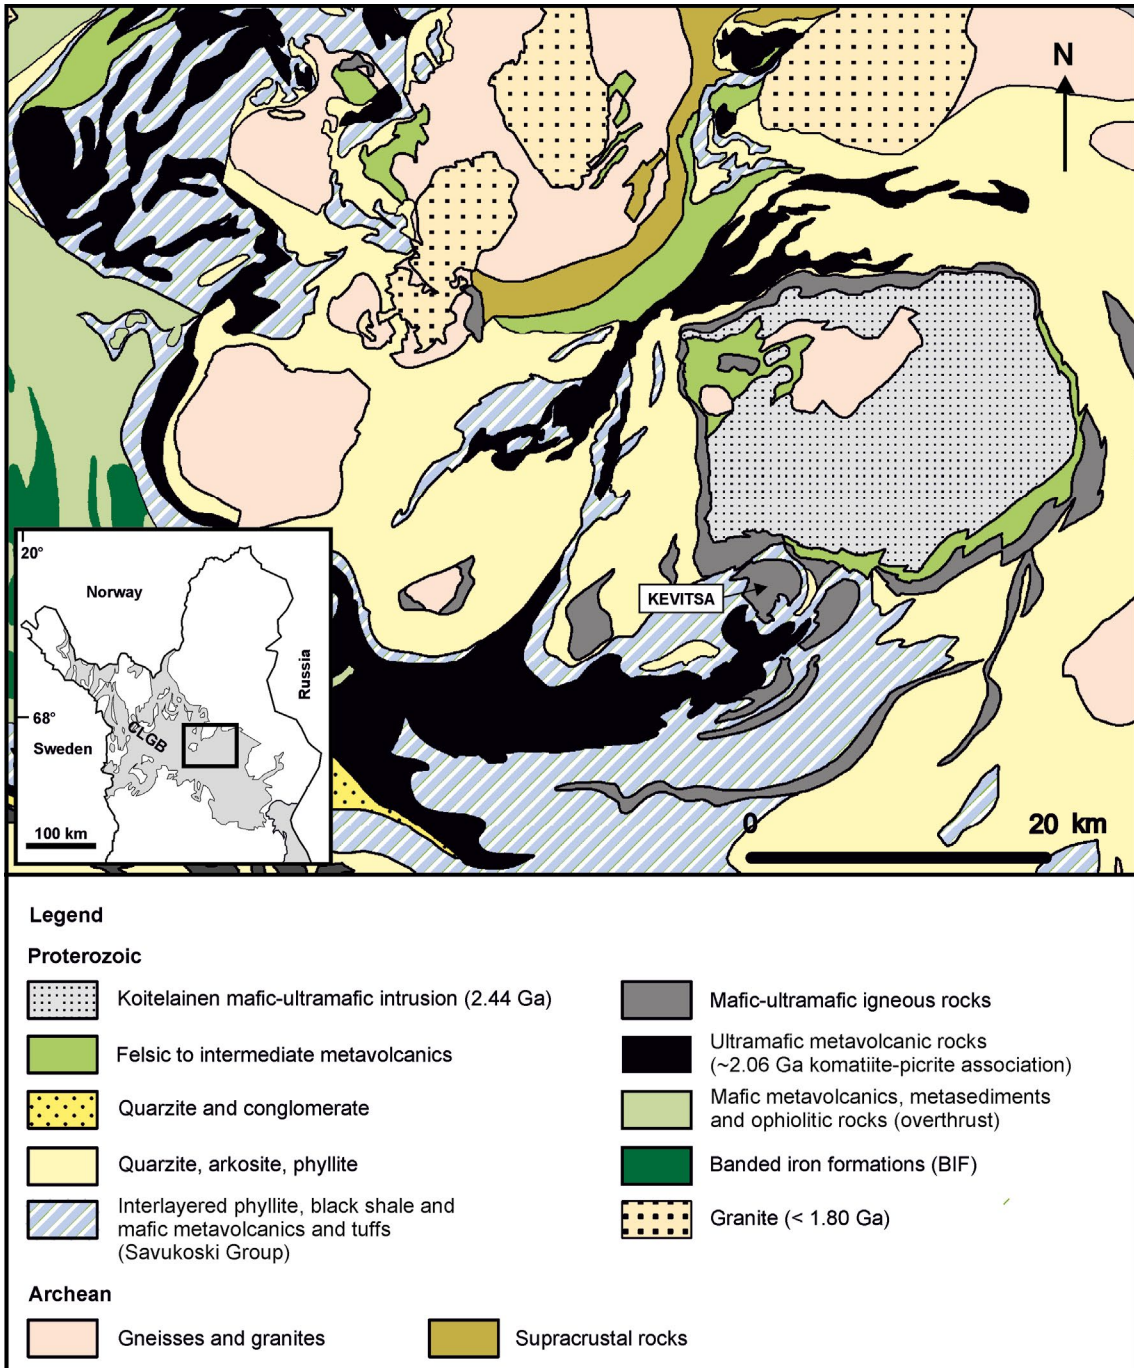 N
KEVITSA
20°
Norway
Russia
68°
Sweden
CLGB
100 km
0
20 km
Legend
Proterozoic
Koitelainen mafic-ultramafic intrusion (2.44 Ga)
Felsic to intermediate metavolcanics
Quarzite and conglomerate
Quarzite, arkosite, phyllite
Interlayered phyllite, black shale and
mafic metavolcanics and tuffs
(Savukoski Group)
Mafic-ultramafic igneous rocks
Ultramafic metavolcanic rocks
(~2.06 Ga komatiite-picrite association)
Mafic metavolcanics, metasediments
and ophiolitic rocks (overthrust)
Banded iron formations (BIF)
Granite (< 1.80 Ga)
Archean
Gneisses and granites
Supracrustal rocks